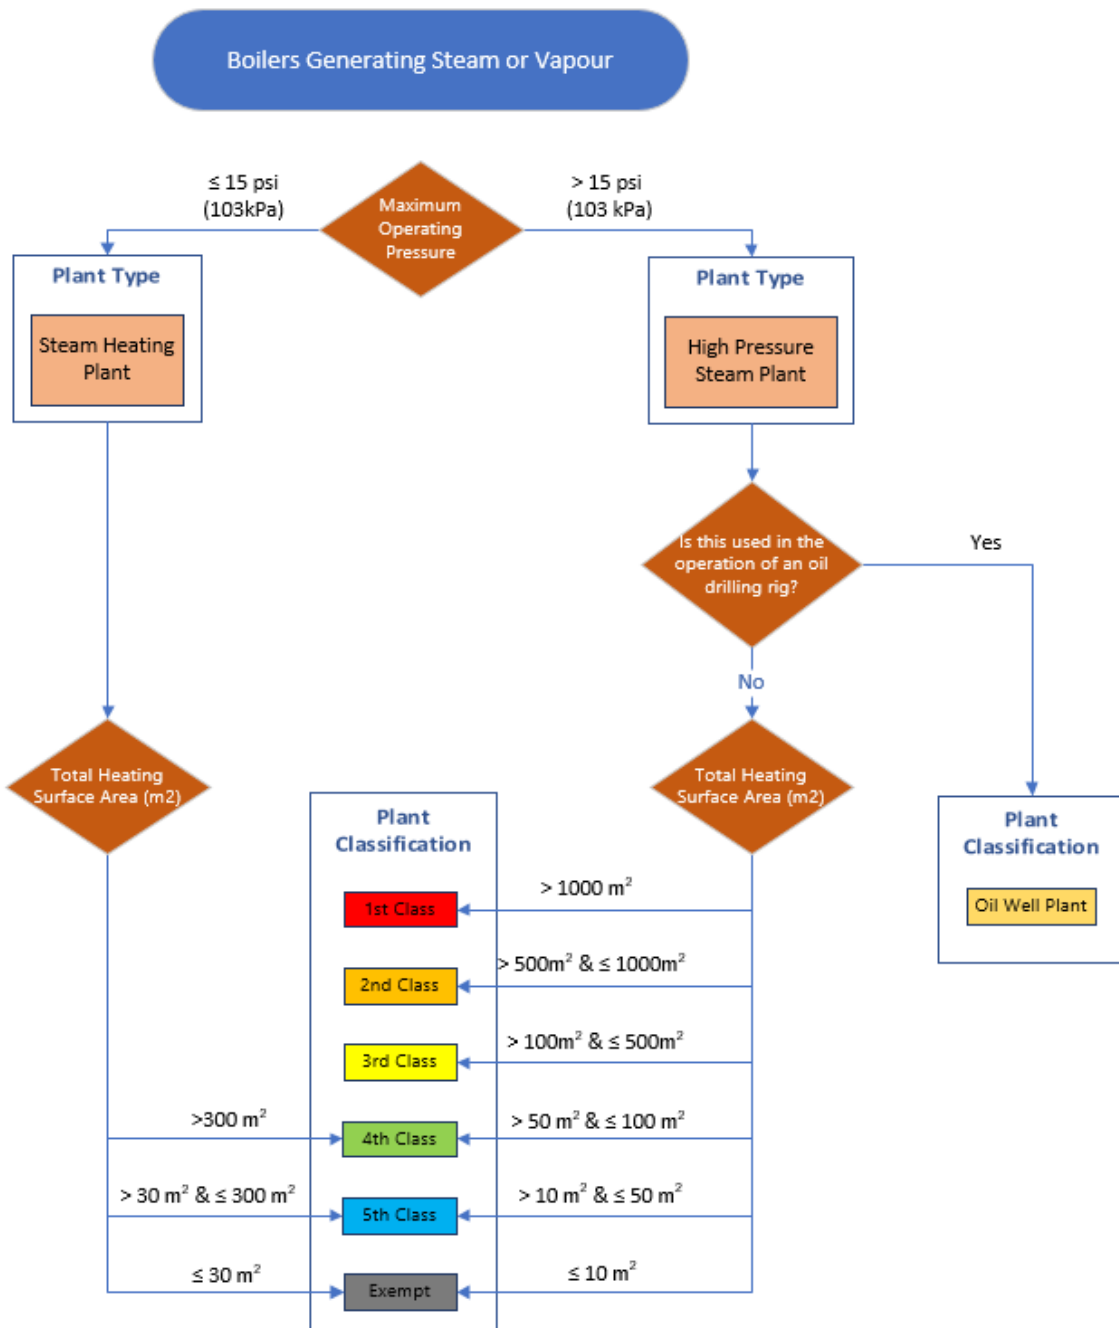 Boilers Generating Steam or Vapour
≤ 15 psi
(103kPa)
Maximum
Operating
Pressure
> 15 psi
(103 kPa)
Plant Type
Steam Heating
Plant
Plant Type
High Pressure
Steam Plant
Is this used in the
operation of an oil
drilling rig?
Yes
No
Total Heating
Surface Area (m2)
Total Heating
Surface Area (m2)
Plant
Classification
Oil Well Plant
Plant
Classification
1st Class
> 1000 m²
2nd Class
> 500m² & ≤ 1000m²
3rd Class
> 100m² & ≤ 500m²
>300 m²
4th Class
> 50 m² & ≤ 100 m²
> 30 m² & ≤ 300 m²
5th Class
> 10 m² & ≤ 50 m²
≤ 30 m²
Exempt
≤ 10 m²